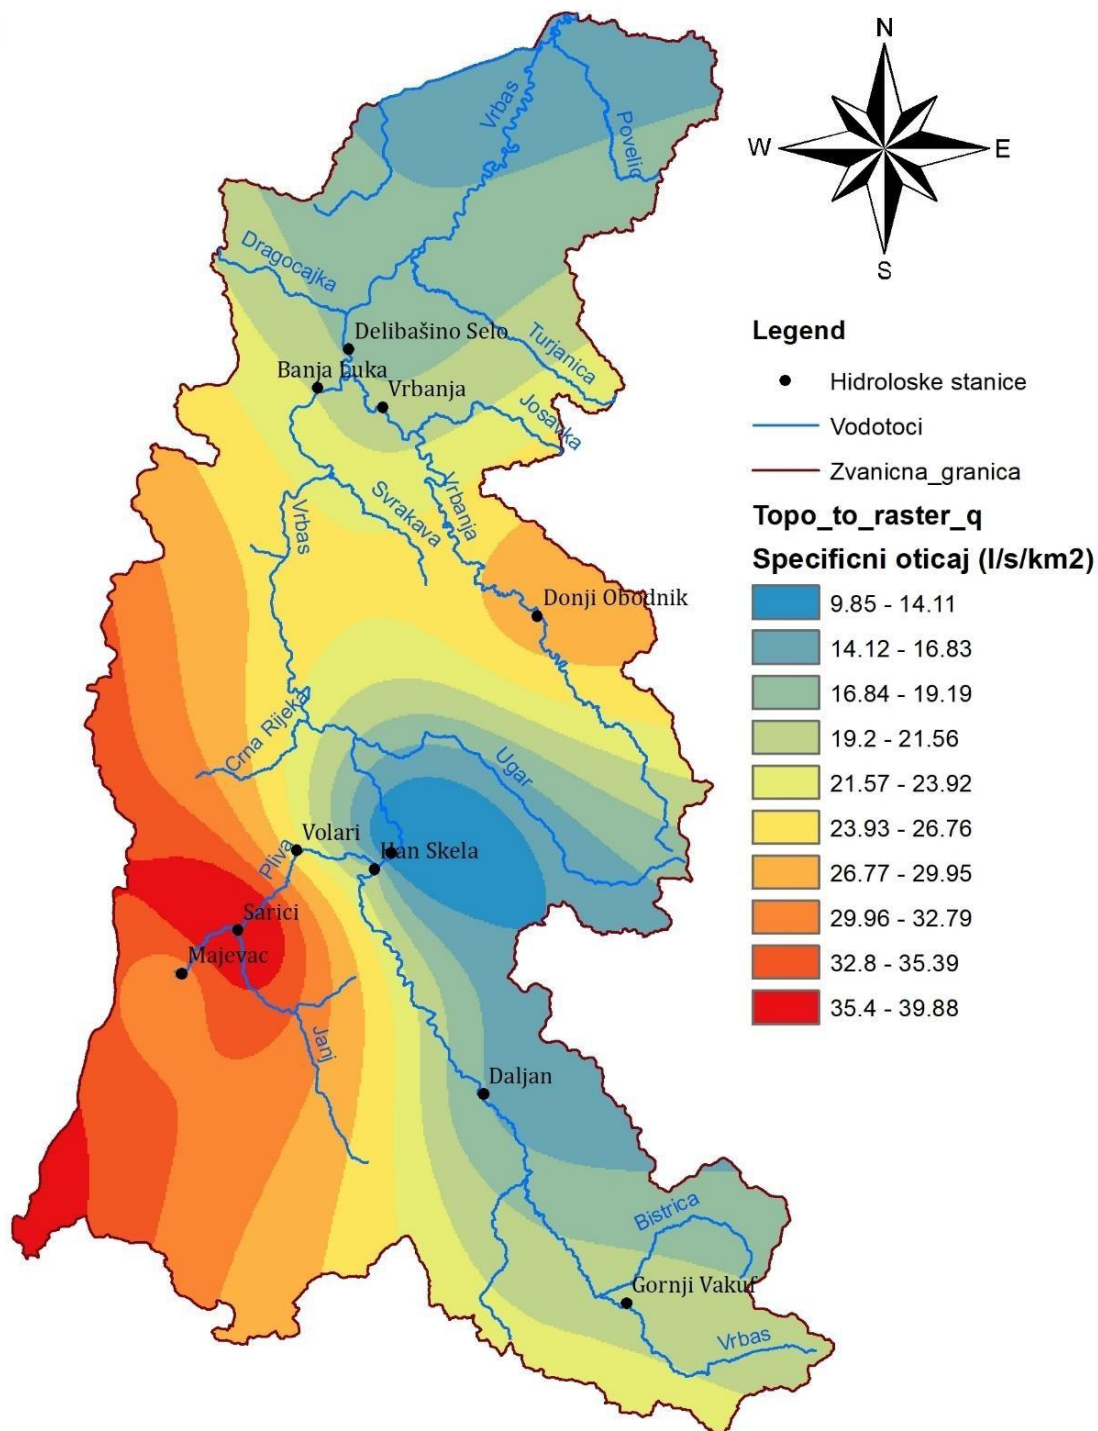 N
W
E
S
Vrbas
Povelic
Dragocajka
Delibašino Selo
Turjanica
Banja Luka
Vrbanja
Josavka
Svrakava
Vrbanja
Vrbas
Donji Obodnik
Crna Rijeka
Ugar
Volari
Han Skela
Pliva
Sarici
Majevac
Janj
Daljan
Bistrica
Gornji Vakuf
Vrbas
Legend
Hidroloske stanice
Vodotoci
Zvanicna_granica
Topo_to_raster_q
Specificni oticaj (l/s/km2)
9.85 - 14.11
14.12 - 16.83
16.84 - 19.19
19.2 - 21.56
21.57 - 23.92
23.93 - 26.76
26.77 - 29.95
29.96 - 32.79
32.8 - 35.39
35.4 - 39.88